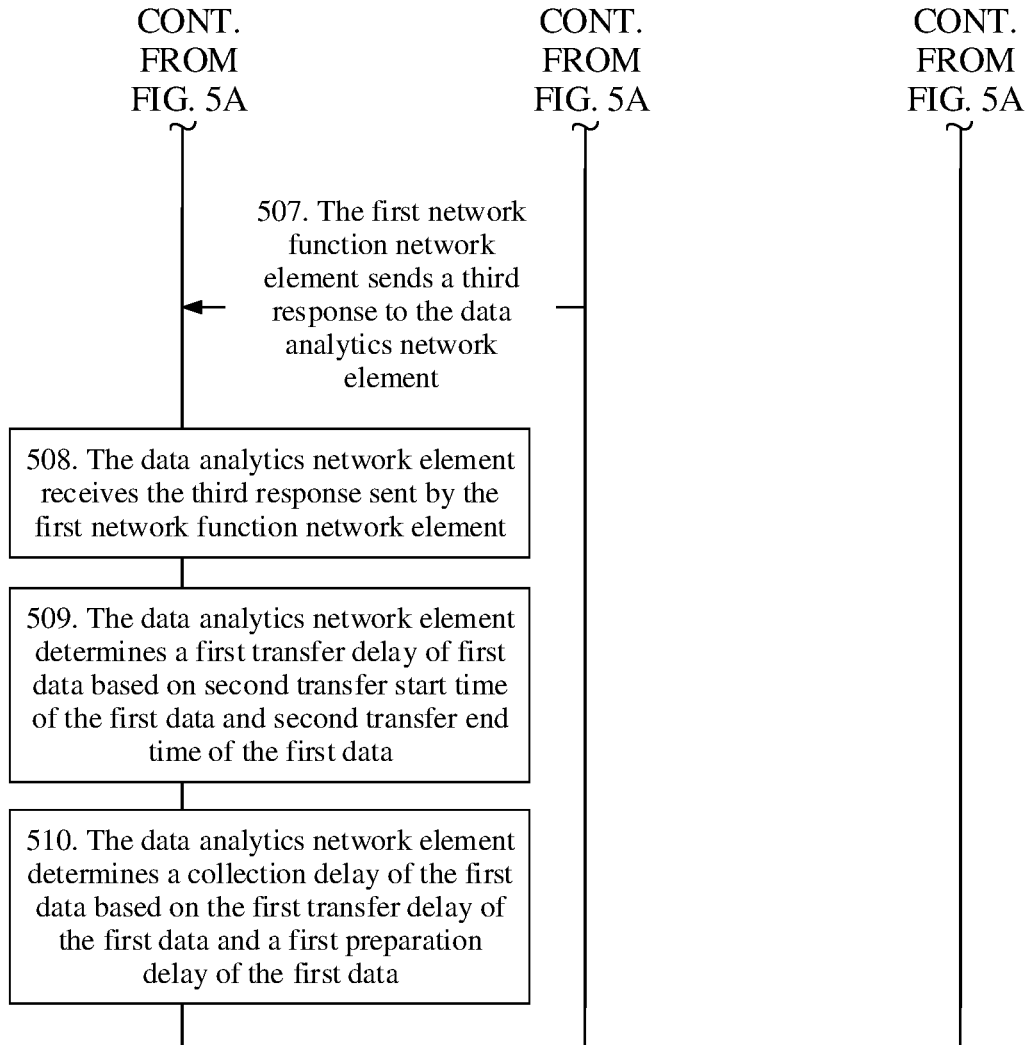 CONT.
FROM
FIG. 5A
CONT.
FROM
FIG. 5A
CONT.
FROM
FIG. 5A
507. The first network
function network
element sends a third
response to the data
analytics network
element
508. The data analytics network element
receives the third response sent by the
first network function network element
509. The data analytics network element
determines a first transfer delay of first
data based on second transfer start time
of the first data and second transfer end
time of the first data
510. The data analytics network element
determines a collection delay of the first
data based on the first transfer delay of
the first data and a first preparation
delay of the first data